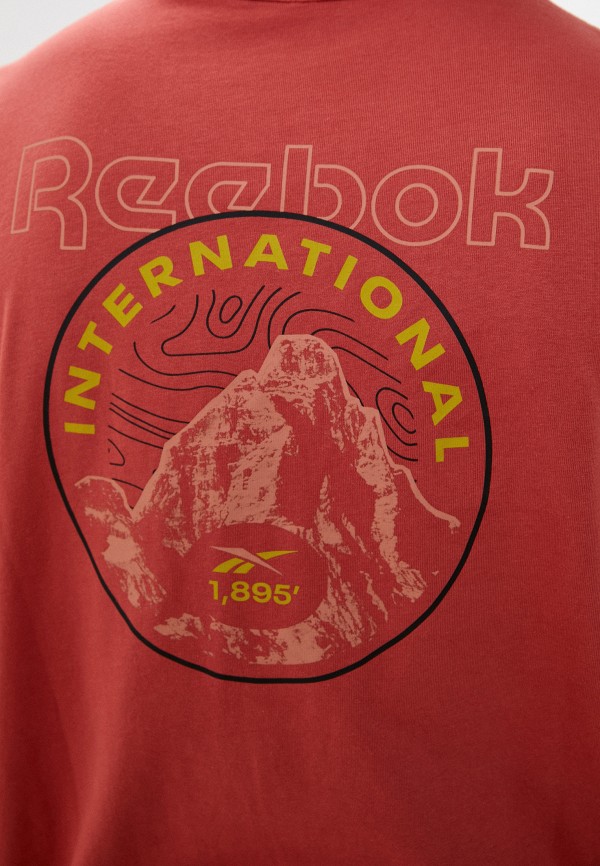 Reebok
INTERNATIONAL
1,895'